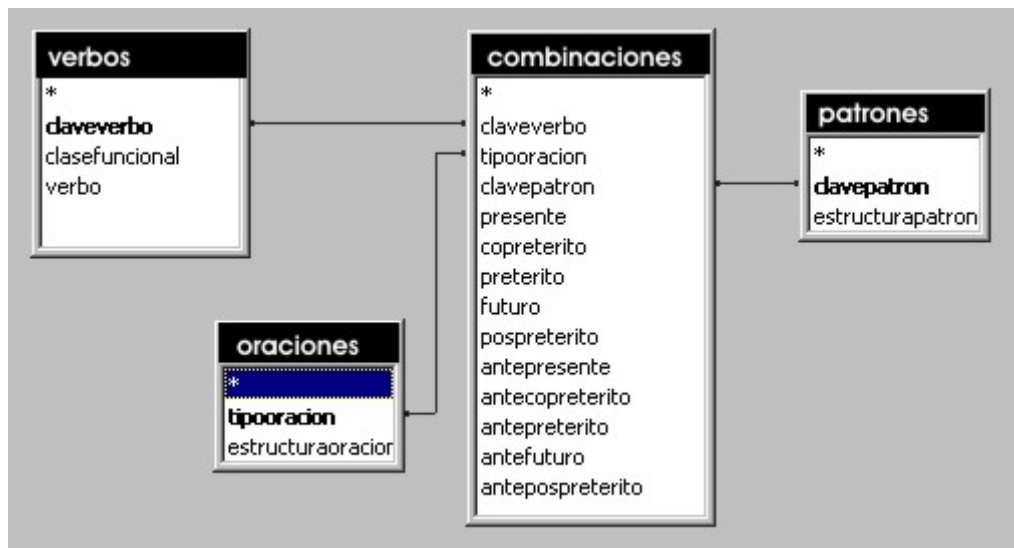 verbos
*
claveverbo
clasefuncional
verbo
combinaciones
*
claveverbo
tipooracion
clavepatron
presente
copreterito
preterito
futuro
pospreterito
antepresente
antecopreterito
antepreterito
antefuturo
antepospreterito
patrones
*
clavepatron
estructurapatron
oraciones
*
tipooracion
estructuraoracior